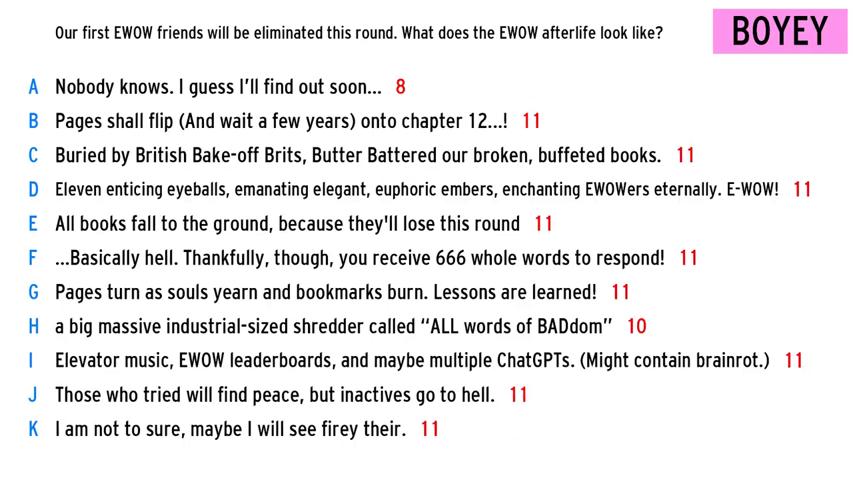 Our first EWOW friends will be eliminated this round. What does the EWOW afterlife look like?
BOYEY
A Nobody knows. I guess I'll find out soon... 8
B Pages shall flip (And wait a few years) onto chapter 12...! 11
C Buried by British Bake-off Brits, Butter Battered our broken, buffeted books. 11
D Eleven enticing eyeballs, emanating elegant, euphoric embers, enchanting EWOWers eternally. E-WOW! 11
E All books fall to the ground, because they'll lose this round 11
F ...Basically hell. Thankfully, though, you receive 666 whole words to respond! 11
G Pages turn as souls yearn and bookmarks burn. Lessons are learned! 11
H a big massive industrial-sized shredder called “ALL words of BADdom” 10
I Elevator music, EWOW leaderboards, and maybe multiple ChatGPTs. (Might contain brainrot.) 11
J Those who tried will find peace, but inactives go to hell. 11
K I am not to sure, maybe I will see firey their. 11